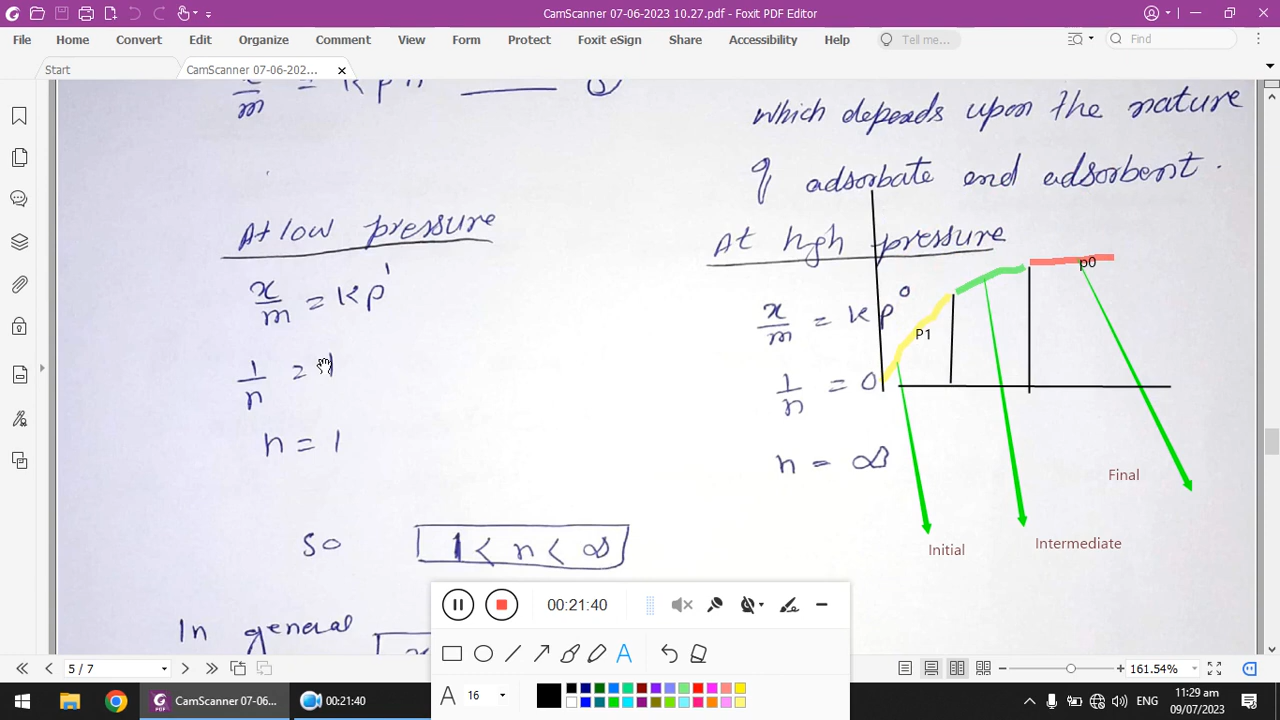 CamScanner 07-06-2023 10.27.pdf - Foxit PDF Editor
File Home Convert Edit Organize Comment View Form Protect Foxit eSign Share Accessibility Help Tell me... Find
Start CamScanner 07-06-202...
x/m = kp
which depends upon the nature
of adsorbate and adsorbent.
At low pressure
x/m = kp¹
1/n = 1
n = 1
At high pressure
x/m = kp⁰
1/n = 0
n = ∞
P1
p0
Initial
Intermediate
Final
so 1 < n < ∞
In general
00:21:40
A
A 16
5 / 7
161.54%
CamScanner 07-06-2023...
00:21:40
ENG
11:29 am
09/07/2023